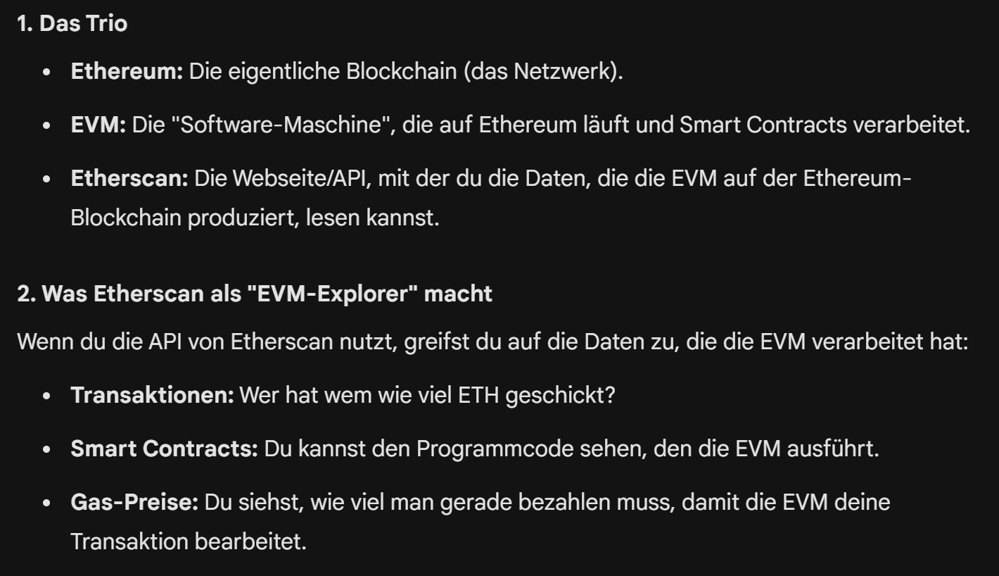 1. Das Trio
• Ethereum: Die eigentliche Blockchain (das Netzwerk).
• EVM: Die "Software-Maschine", die auf Ethereum läuft und Smart Contracts verarbeitet.
• Etherscan: Die Webseite/API, mit der du die Daten, die die EVM auf der Ethereum-
Blockchain produziert, lesen kannst.
2. Was Etherscan als "EVM-Explorer" macht
Wenn du die API von Etherscan nutzt, greifst du auf die Daten zu, die die EVM verarbeitet hat:
• Transaktionen: Wer hat wem wie viel ETH geschickt?
• Smart Contracts: Du kannst den Programmcode sehen, den die EVM ausführt.
• Gas-Preise: Du siehst, wie viel man gerade bezahlen muss, damit die EVM deine
Transaktion bearbeitet.